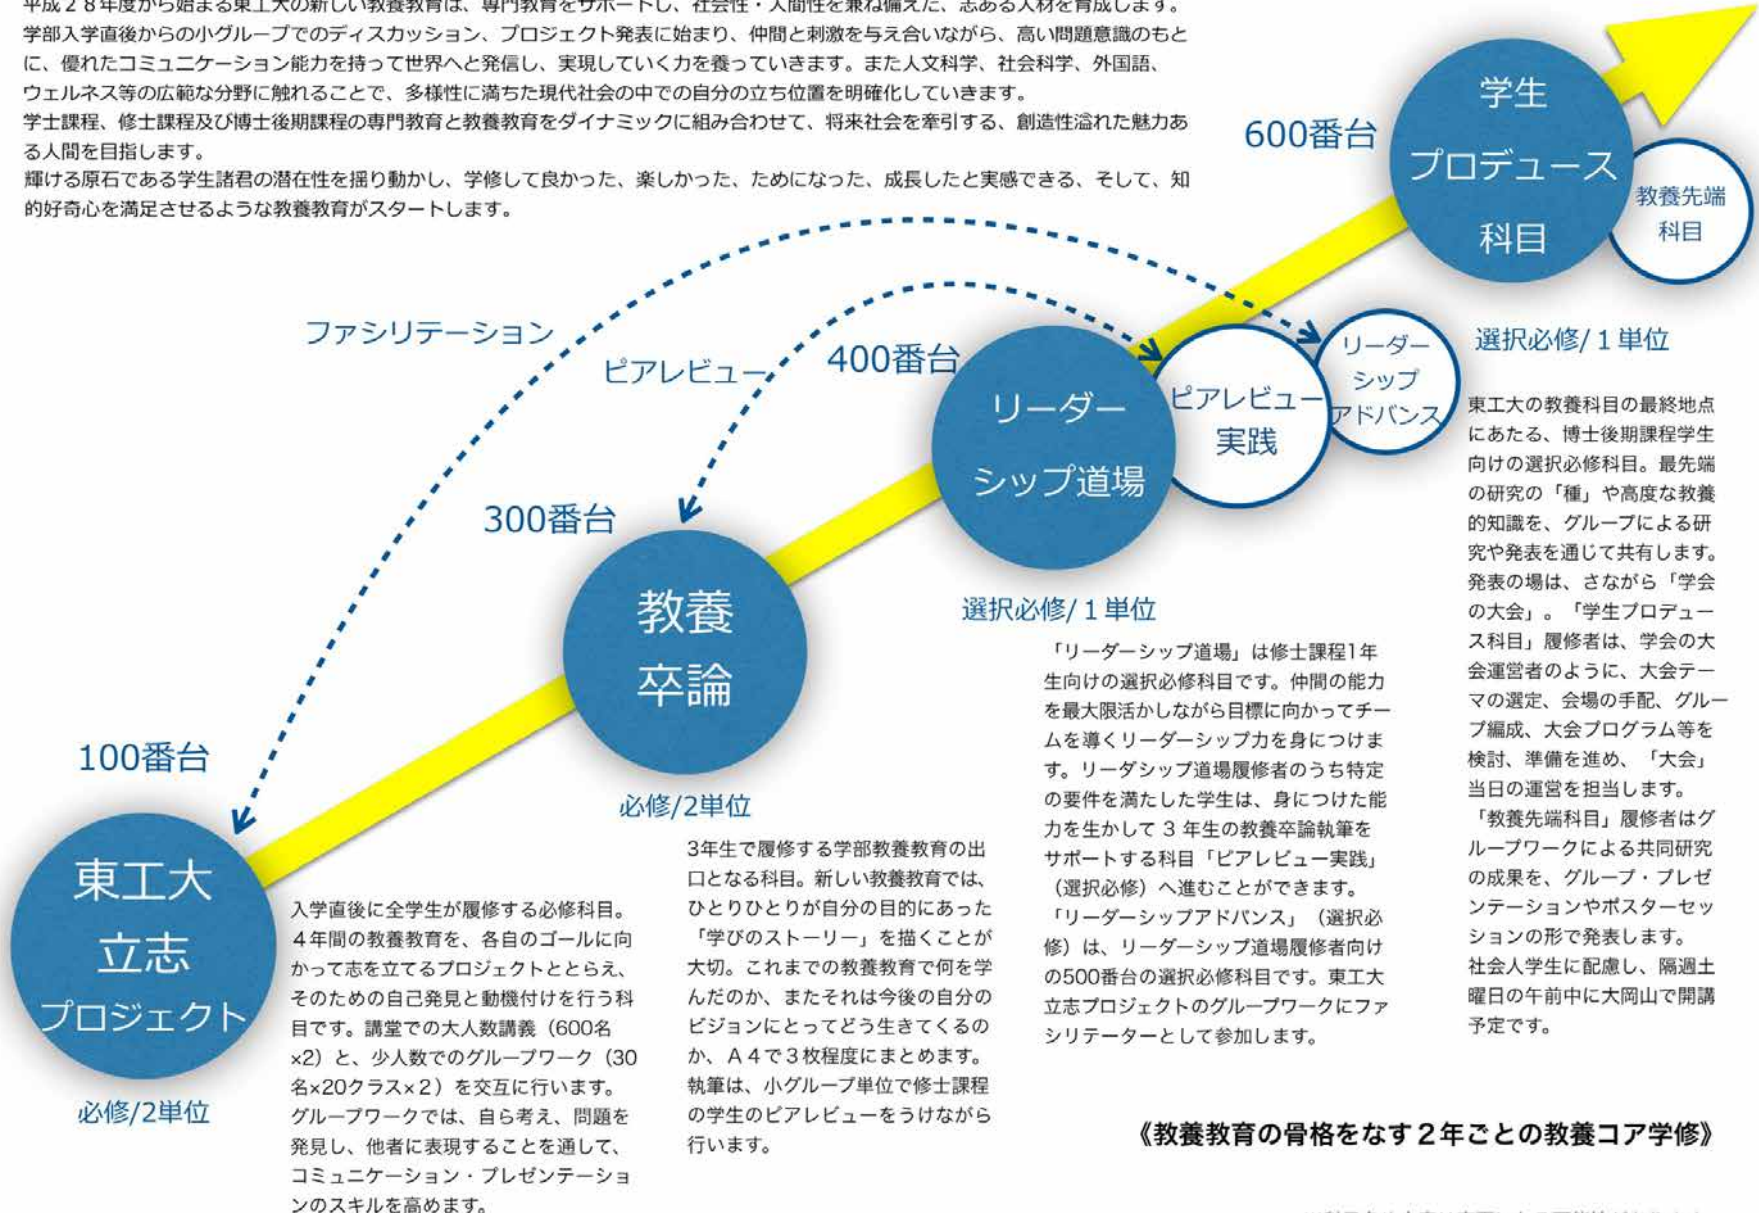 平成28年度から始まる東工大の新しい教養教育は、専門教育をサポートし、社会性・人間性を兼ね備えた、志ある人材を育成します。
学部入学直後からの小グループでのディスカッション、プロジェクト発表に始まり、仲間と刺激を与え合いながら、高い問題意識のもと
に、優れたコミュニケーション能力を持って世界へと発信し、実現していく力を養っていきます。また人文科学、社会科学、外国語、
ウェルネス等の広範な分野に触れることで、多様性に満ちた現代社会の中での自分の立ち位置を明確化していきます。
学士課程、修士課程及び博士後期課程の専門教育と教養教育をダイナミックに組み合わせて、将来社会を牽引する、創造性溢れた魅力あ
る人間を目指します。
輝ける原石である学生諸君の潜在性を揺り動かし、学修して良かった、楽しかった、ためになった、成長したと実感できる、そして、知
的好奇心を満足させるような教養教育がスタートします。
ファシリテーション
ピアレビュー
100番台
東工大
立志
プロジェクト
必修/2単位
入学直後に全学生が履修する必修科目。
4年間の教養教育を、各自のゴールに向
かって志を立てるプロジェクトととらえ、
そのための自己発見と動機付けを行う科
目です。講堂での大人数講義（600名
×2）と、少人数でのグループワーク（30
名×20クラス×2）を交互に行います。
グループワークでは、自ら考え、問題を
発見し、他者に表現することを通して、
コミュニケーション・プレゼンテーショ
ンのスキルを高めます。
300番台
教養
卒論
必修/2単位
3年生で履修する学部教養教育の出
口となる科目。新しい教養教育では、
ひとりひとりが自分の目的にあった
「学びのストーリー」を描くことが
大切。これまでの教養教育で何を学
んだのか、またそれは今後の自分の
ビジョンにとってどう生きてくるの
か、A4で3枚程度にまとめます。
執筆は、小グループ単位で修士課程
の学生のピアレビューをうけながら
行います。
400番台
リーダー
シップ道場
ピアレビュー
実践
リーダー
シップ
アドバンス
選択必修/1単位
「リーダーシップ道場」は修士課程1年
生向けの選択必修科目です。仲間の能力
を最大限活かしながら目標に向かってチー
ムを導くリーダーシップ力を身につけま
す。リーダシップ道場履修者のうち特定
の要件を満たした学生は、身につけた能
力を生かして3年生の教養卒論執筆を
サポートする科目「ピアレビュー実践」
（選択必修）へ進むことができます。
「リーダーシップアドバンス」（選択必
修）は、リーダーシップ道場履修者向け
の500番台の選択必修科目です。東工大
立志プロジェクトのグループワークにファ
シリテーターとして参加します。
600番台
学生
プロデュース
科目
教養先端
科目
選択必修/1単位
東工大の教養科目の最終地点
にあたる、博士後期課程学生
向けの選択必修科目。最先端
の研究の「種」や高度な教養
的知識を、グループによる研
究や発表を通じて共有します。
発表の場は、さながら「学会
の大会」。「学生プロデュー
ス科目」履修者は、学会の大
会運営者のように、大会テー
マの選定、会場の手配、グルー
プ編成、大会プログラム等を
検討、準備を進め、「大会」
当日の運営を担当します。
「教養先端科目」履修者はグ
ループワークによる共同研究
の成果を、グループ・プレゼ
ンテーションやポスターセッ
ションの形で発表します。
社会人学生に配慮し、隔週土
曜日の午前中に大岡山で開講
予定です。
《教養教育の骨格をなす2年ごとの教養コア学修》